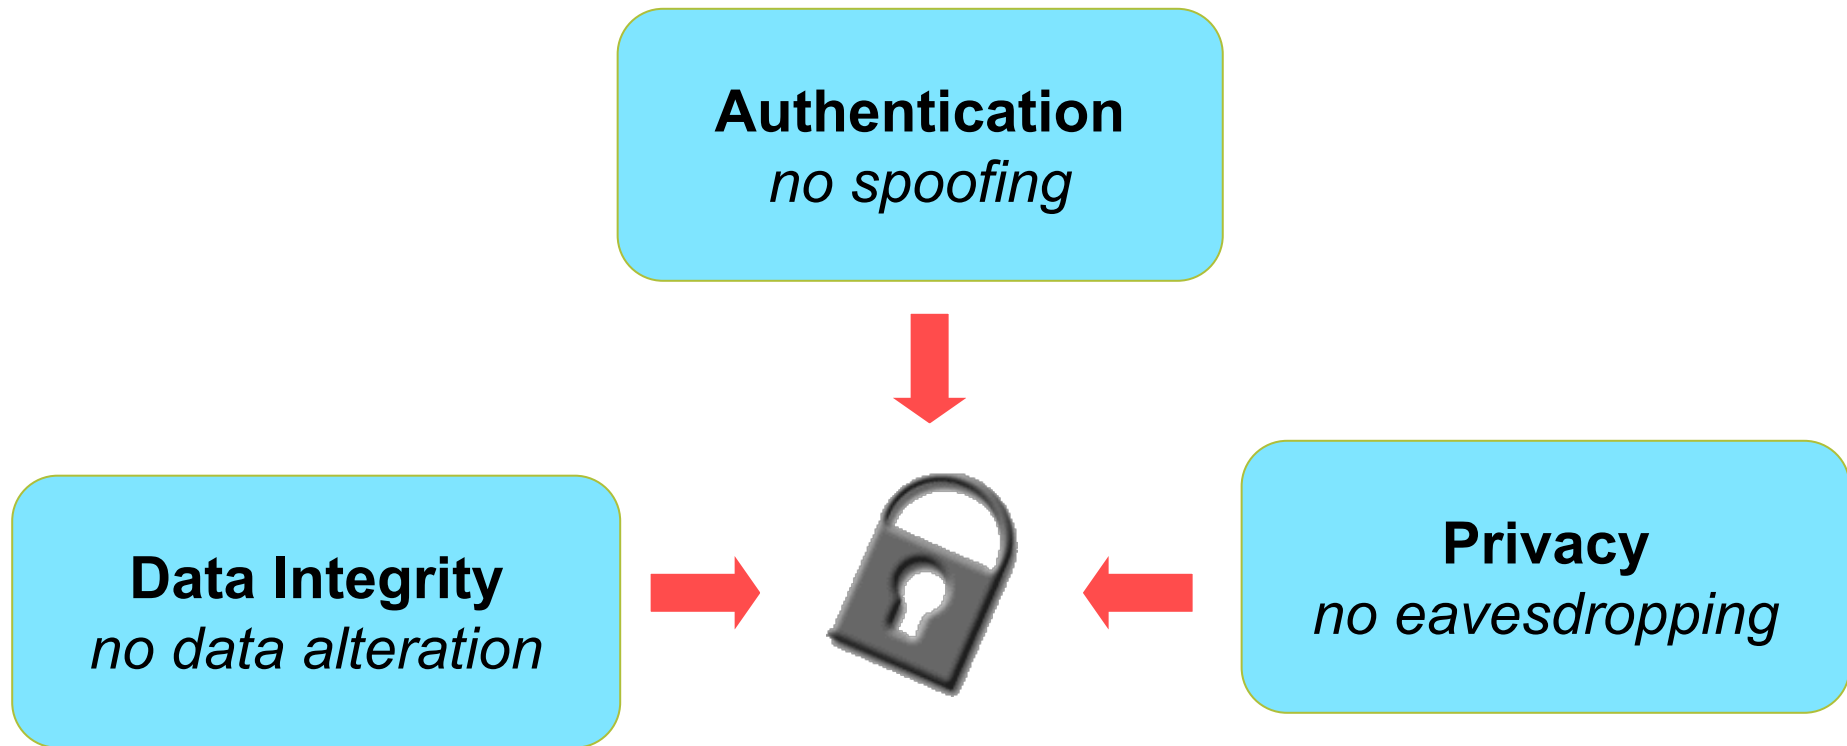 Authentication
no spoofing
Data Integrity
no data alteration
Privacy
no eavesdropping